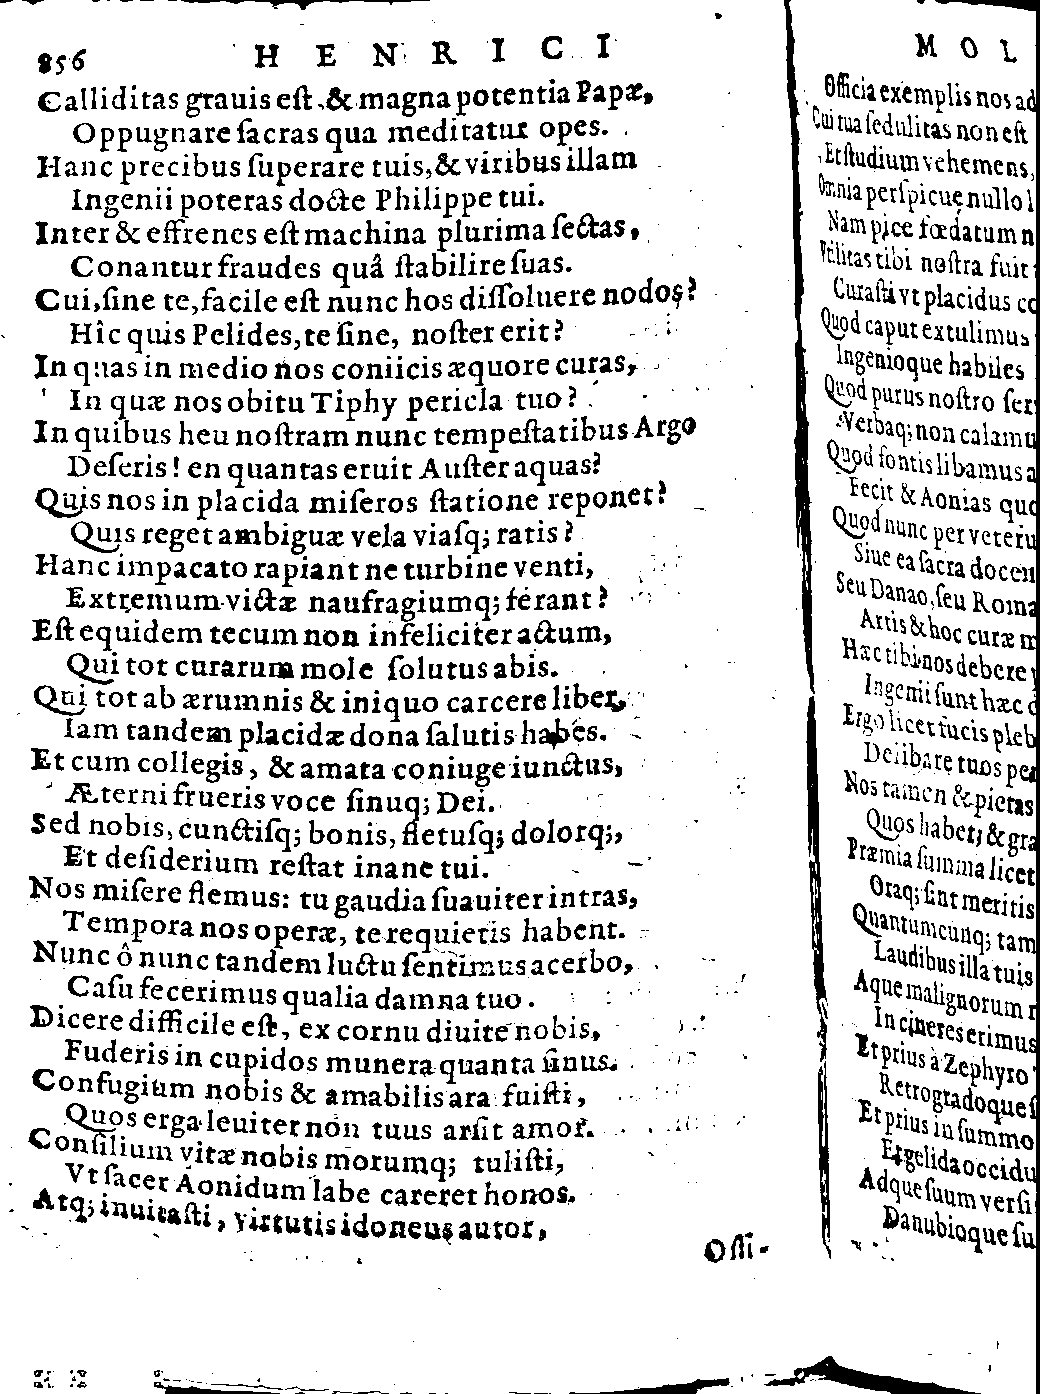 856 HENRICI
Calliditas grauis eſt & magna potentia Papæ,
Oppugnare ſacras qua meditatur opes.
Hanc precibus ſuperare tuis, & viribus illam
Ingenii poteras docte Philippe tui.
Inter & effrenes eſt machina plurima ſectas,
Conantur fraudes quâ ſtabilire ſuas.
Cui, ſine te, facile eſt nunc hos diſſoluere nodos?
Hîc quis Pelides, te ſine, noſter erit?
In quas in medio nos coniicis æquore curas,
In quæ nos obitu Tiphy pericla tuo?
In quibus heu noſtram nunc tempeſtatibus Argo
Deſeris! en quantas eruit Auſter aquas?
Quis nos in placida miſeros ſtatione reponet?
Quis reget ambiguæ vela viaſq; ratis?
Hanc impacato rapiant ne turbine venti,
Extremum victæ naufragiumq; ferant?
Eſt equidem tecum non infeliciter actum,
Qui tot curarum mole ſolutus abis.
Qui tot ab ærumnis & iniquo carcere liber,
Iam tandem placidæ dona ſalutis habes.
Et cum collegis, & amata coniuge iunctus,
Æterni frueris voce ſinuq; Dei.
Sed nobis, cunctiſq; bonis, fletuſq; dolorq;,
Et deſiderium reſtat inane tui.
Nos miſere flemus: tu gaudia ſuauiter intras,
Tempora nos operæ, te requietis habent.
Nunc ô nunc tandem luctu ſentimus acerbo,
Caſu fecerimus qualia damna tuo.
Dicere difficile eſt, ex cornu diuite nobis,
Fuderis in cupidos munera quanta ſinus.
Confugium nobis & amabilis ara fuiſti,
Quos erga leuiter non tuus arſit amor.
Conſilium vitæ nobis morumq; tuliſti,
Vt ſacer Aonidum labe careret honos.
Atq; inuitaſti, virtutis idoneus autor,
Offi-
MOL
Officia exemplis nos ad
Cui tua ſedulitas non eſt
Et ſtudium vehemens,
Omnia perſpicuę nullo l
Nam pice fœdatum n
Vtilitas tibi noſtra fuit
Curaſti vt placidus co
Quod caput extulimus
Ingenioque habiles
Quod purus noſtro ſer
Verbaq; non calamu
Quod fontis libamus a
Fecit & Aonias quo
Quod nunc per veteru
Siue ea ſacra docen
Seu Danao, ſeu Roma
Artis & hoc curæ m
Hæc tibi nos debere
Ingenii ſunt hæc
Ergo licet fucis pleb
Delibare tuos pe
Nos tamen & pietas
Quos habet; & gra
Præmia ſumma licet
Oraq; ſint meritis
Quantumcunq; tam
Laudibus illa tuis
Aque malignorum
In cineres erimus
Et prius à Zephyro
Retrogradoque ſ
Et prius in ſummo
Et gelida occidu
Adque ſuum verſi
Danubioque ſu